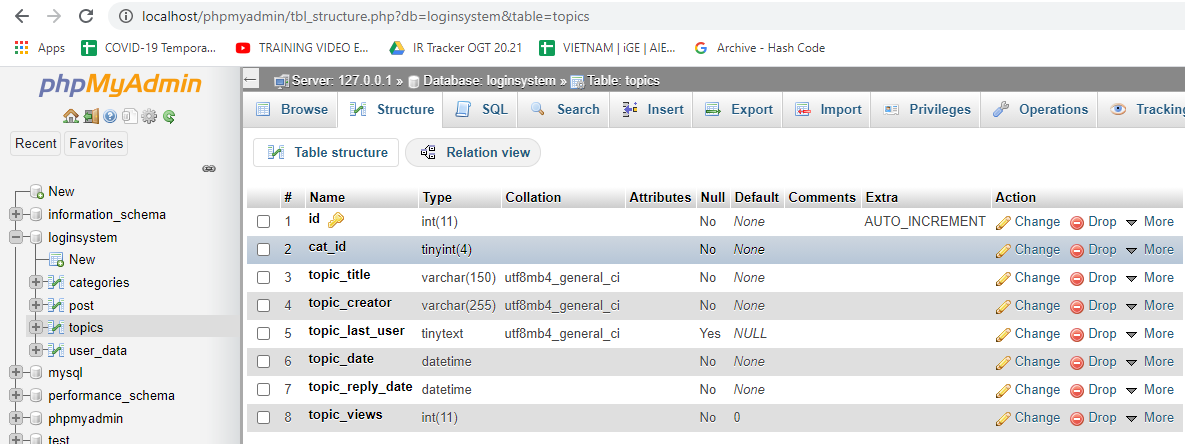 localhost/phpmyadmin/tbl_structure.php?db=loginsystem&table=topics
Apps COVID-19 Tempora... TRAINING VIDEO E... IR Tracker OGT 20.21 VIETNAM | iGE | AIE... Archive - Hash Code
phpMyAdmin
Recent Favorites
New
information_schema
loginsystem
New
categories
post
topics
user_data
mysql
performance_schema
phpmyadmin
test
Server: 127.0.0.1 » Database: loginsystem » Table: topics
Browse Structure SQL Search Insert Export Import Privileges Operations Tracking
Table structure Relation view
# Name Type Collation Attributes Null Default Comments Extra Action
1 id int(11) No None AUTO_INCREMENT Change Drop More
2 cat_id tinyint(4) No None Change Drop More
3 topic_title varchar(150) utf8mb4_general_ci No None Change Drop More
4 topic_creator varchar(255) utf8mb4_general_ci No None Change Drop More
5 topic_last_user tinytext utf8mb4_general_ci Yes NULL Change Drop More
6 topic_date datetime No None Change Drop More
7 topic_reply_date datetime No None Change Drop More
8 topic_views int(11) No 0 Change Drop More